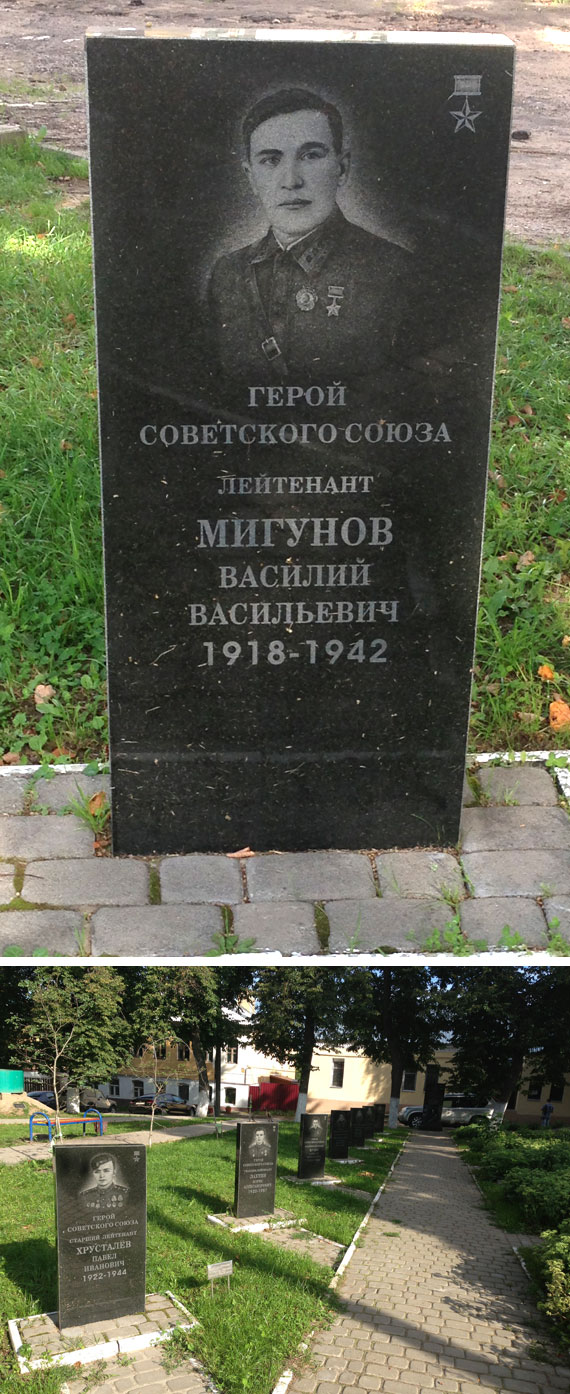 ГЕРОЙ
СОВЕТСКОГО СОЮЗА
ЛЕЙТЕНАНТ
МИГУНОВ
ВАСИЛИЙ
ВАСИЛЬЕВИЧ
1918-1942
ГЕРОЙ
СОВЕТСКОГО СОЮЗА
СТАРШИЙ ЛЕЙТЕНАНТ
ХРУСТАЛЁВ
ПАВЕЛ
ИВАНОВИЧ
1922-1944
ГЕРОЙ